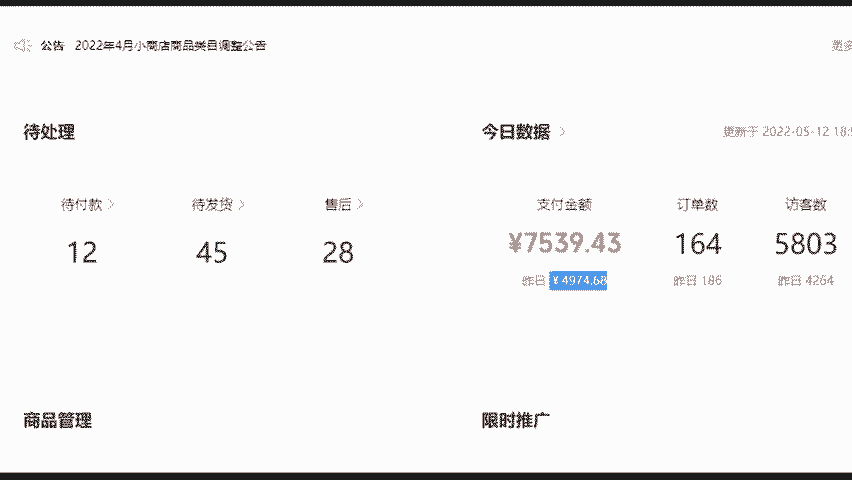 公告 2022年4月小商店商品类目调整公告
待处理
今日数据
更新于 2022-05-12 18:
待付款 待发货 售后
12 45 28
支付金额 订单数 访客数
¥7539.43 164 5803
昨日 ¥4974.68 昨日 186 昨日 4264
商品管理
限时推广